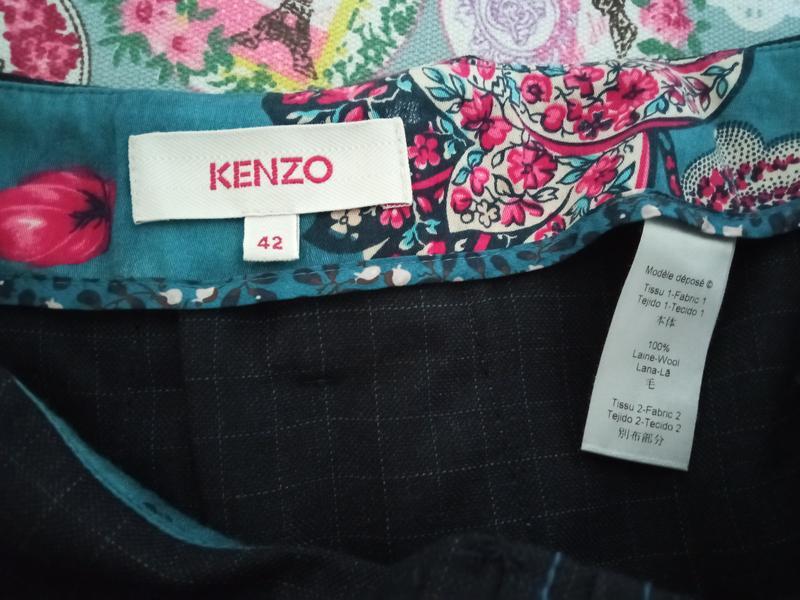 KENZO
42
Modèle déposé ©
Tissu 1-Fabric 1
Tejido 1-Tecido 1
本体
100%
Laine-Wool
Lana-Lã
毛
Tissu 2-Fabric 2
Tejido 2-Tecido 2
別布部分